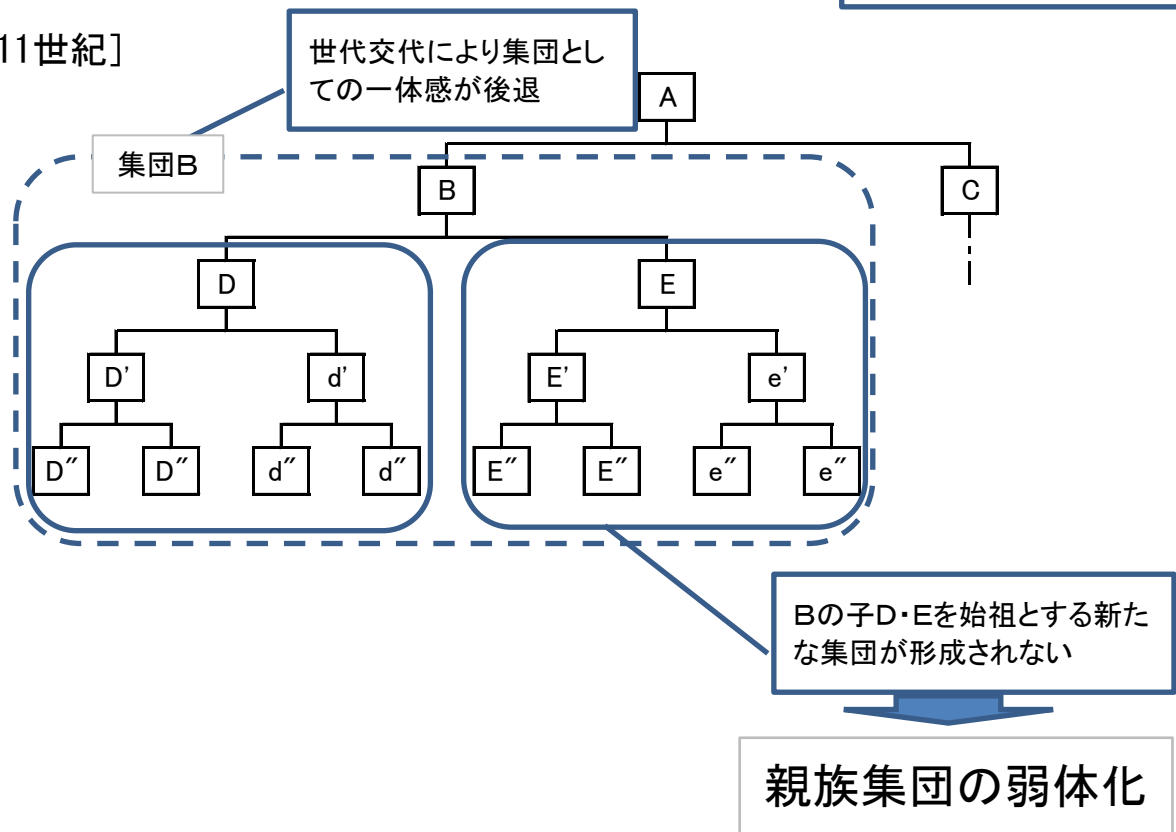 11世紀]
世代交代により集団とし
ての一体感が後退
A
集団B
B
C
D
E
D'
d'
E'
e'
D″
D″
d″
d″
E″
E″
e″
e″
Bの子D・Eを始祖とする新た
な集団が形成されない
親族集団の弱体化